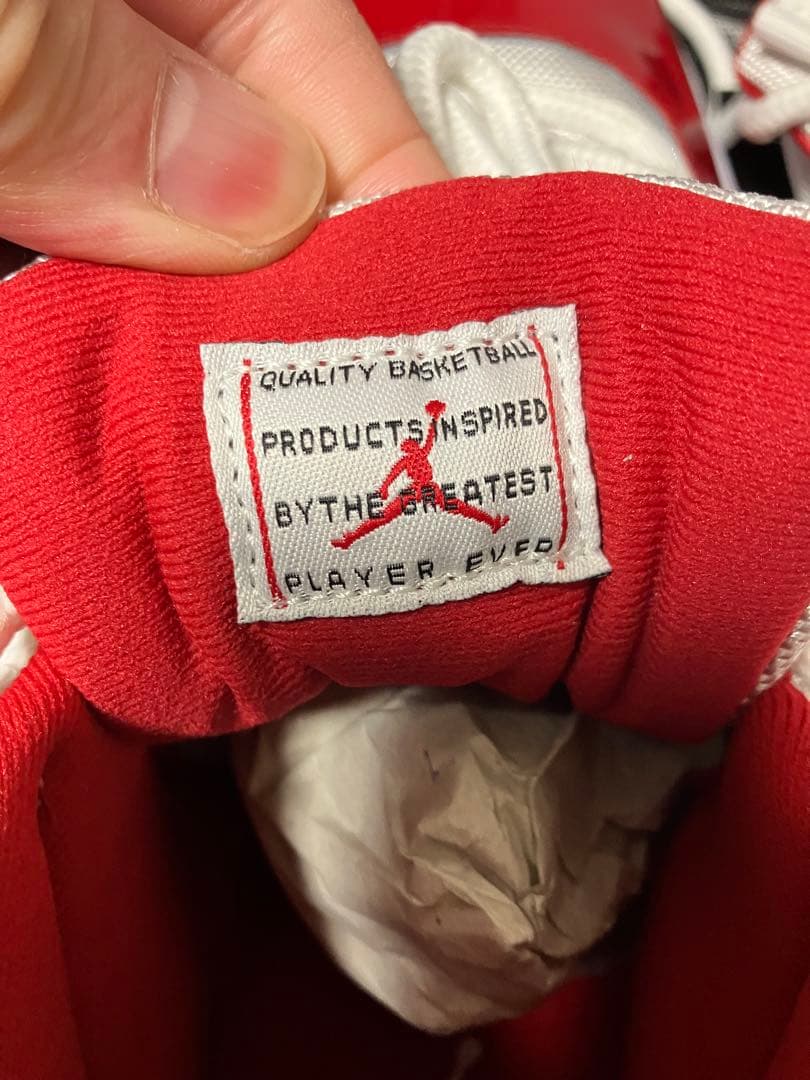 QUALITY BASKETBALL
PRODUCTS INSPIRED
BY THE GREATEST
PLAYER EVER